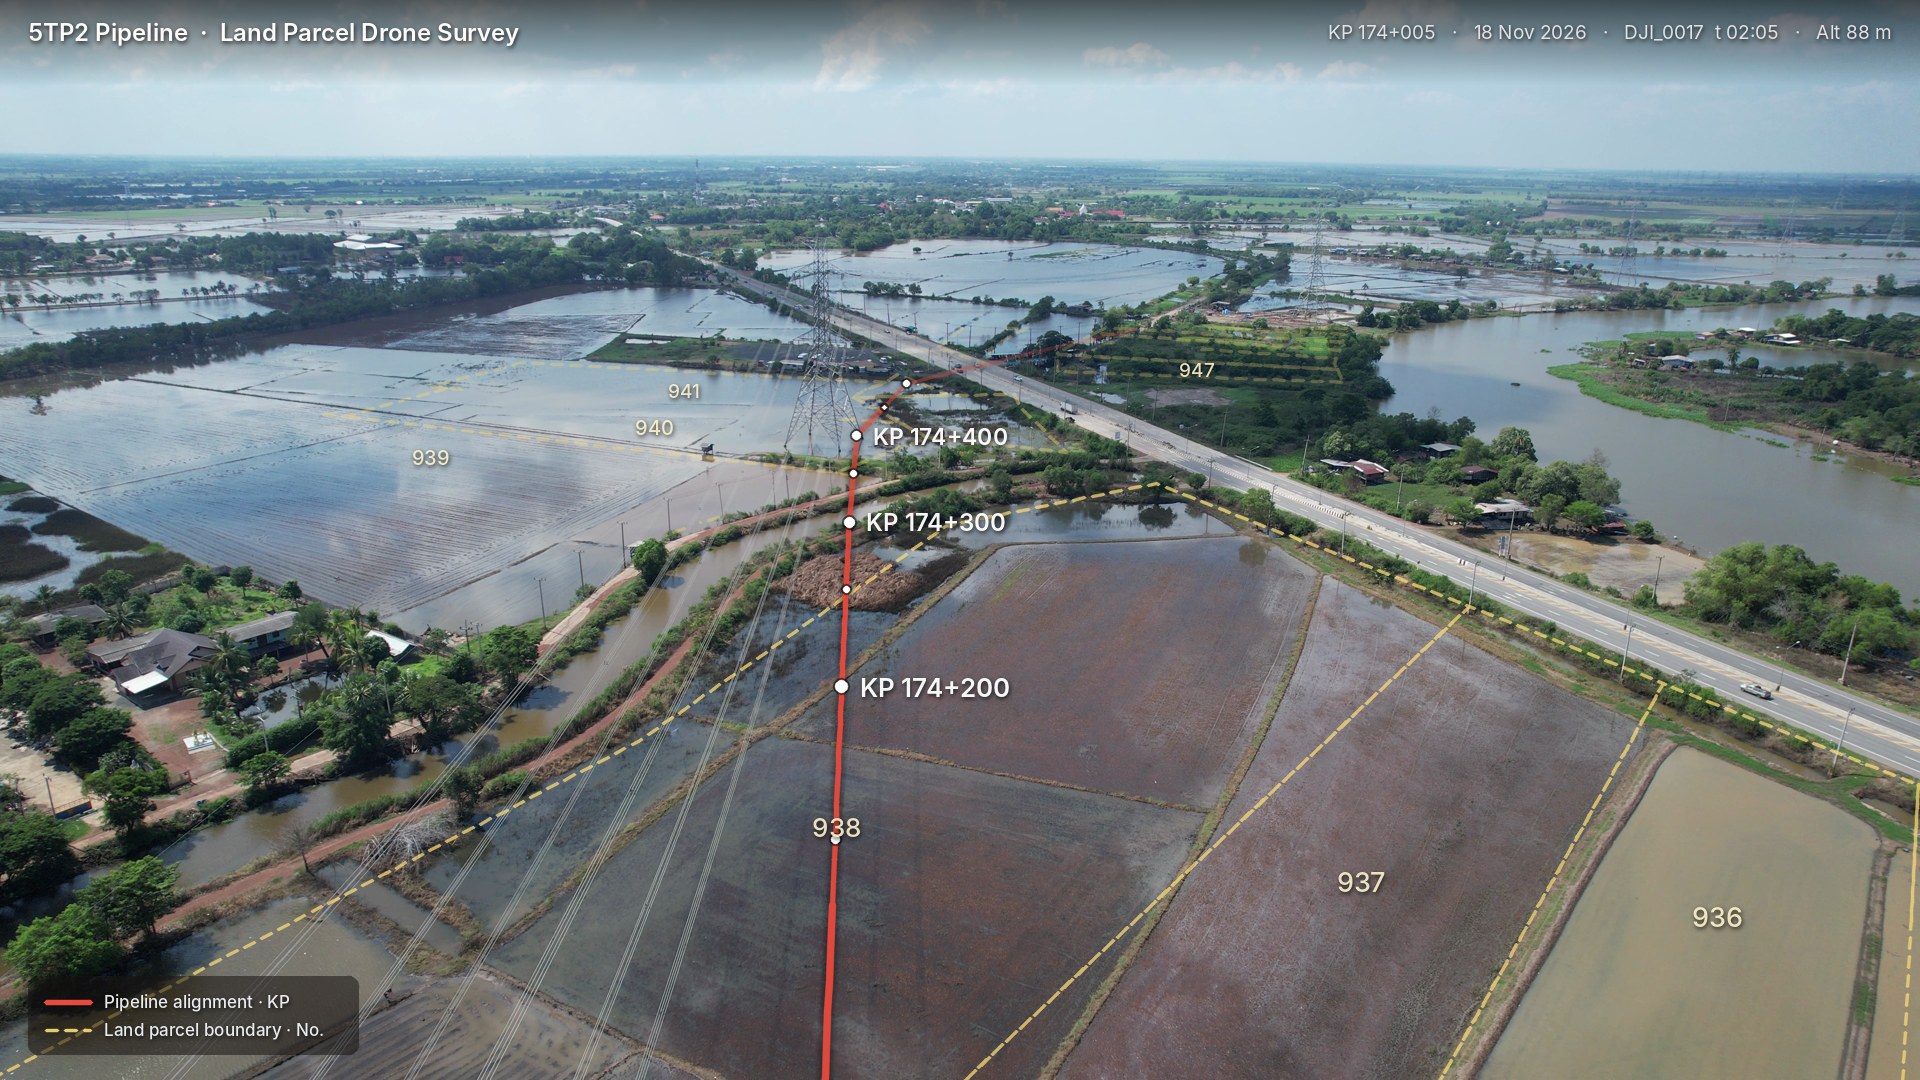 5TP2 Pipeline · Land Parcel Drone Survey
KP 174+005 · 18 Nov 2026 · DJI_0017 t 02:05 · Alt 88 m
947
941
940
KP 174+400
939
KP 174+300
KP 174+200
938
937
936
Pipeline alignment · KP
Land parcel boundary · No.